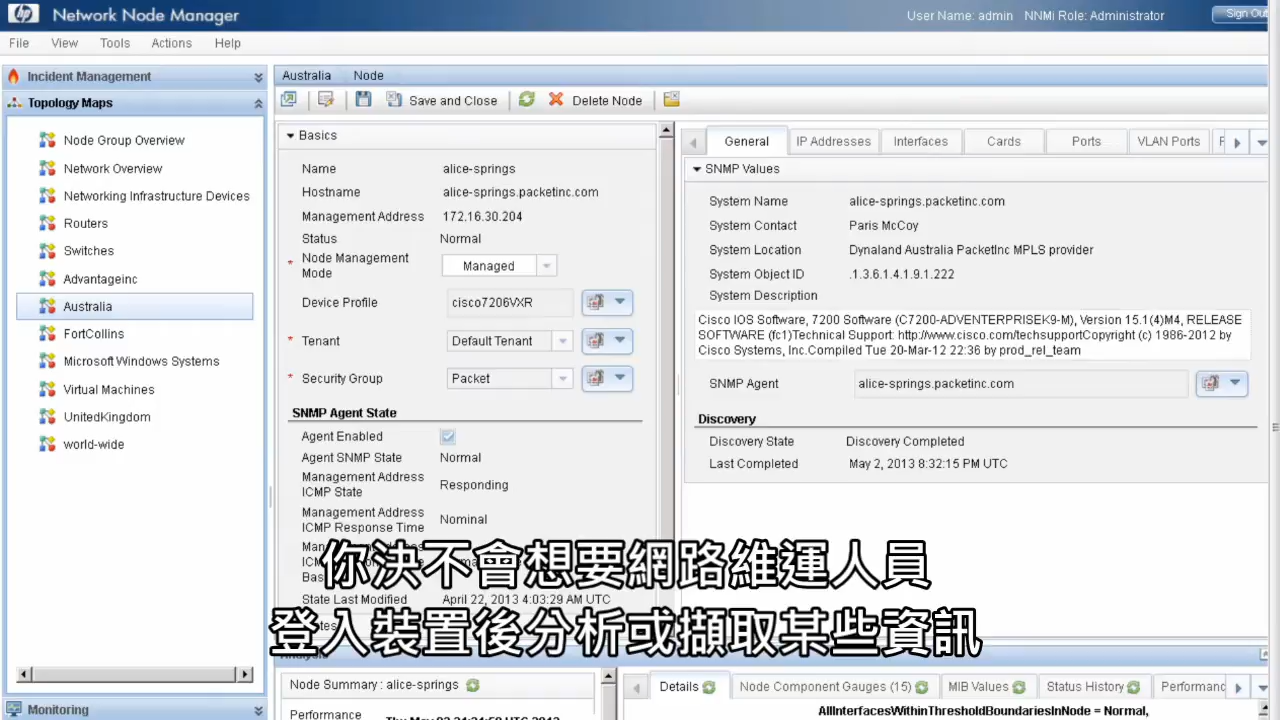 hp Network Node Manager
User Name: admin NNMi Role: Administrator
Sign Out
File View Tools Actions Help
Incident Management
Topology Maps
Node Group Overview
Network Overview
Networking Infrastructure Devices
Routers
Switches
Advantageinc
Australia
FortCollins
Microsoft Windows Systems
Virtual Machines
UnitedKingdom
world-wide
Monitoring
Australia Node
Save and Close Delete Node
Basics
Name alice-springs
Hostname alice-springs.packetinc.com
Management Address 172.16.30.204
Status Normal
* Node Management Mode Managed
Device Profile cisco7206VXR
* Tenant Default Tenant
* Security Group Packet
SNMP Agent State
Agent Enabled
Agent SNMP State Normal
Management Address ICMP State Responding
Management Address ICMP Response Time Nominal
State Last Modified April 22, 2013 4:03:29 AM UTC
General IP Addresses Interfaces Cards Ports VLAN Ports
SNMP Values
System Name alice-springs.packetinc.com
System Contact Paris McCoy
System Location Dynaland Australia PacketInc MPLS provider
System Object ID .1.3.6.1.4.1.9.1.222
System Description
Cisco IOS Software, 7200 Software (C7200-ADVENTERPRISEK9-M), Version 15.1(4)M4, RELEASE
SOFTWARE (fc1)Technical Support: http://www.cisco.com/techsupportCopyright (c) 1986-2012 by
Cisco Systems, Inc.Compiled Tue 20-Mar-12 22:36 by prod_rel_team
SNMP Agent alice-springs.packetinc.com
Discovery
Discovery State Discovery Completed
Last Completed May 2, 2013 8:32:15 PM UTC
你決不會想要網路維運人員
登入裝置後分析或擷取某些資訊
Node Summary : alice-springs
Performance
Details Node Component Gauges (15) MIB Values Status History
AllInterfacesWithinThresholdBoundariesInNode = Normal,